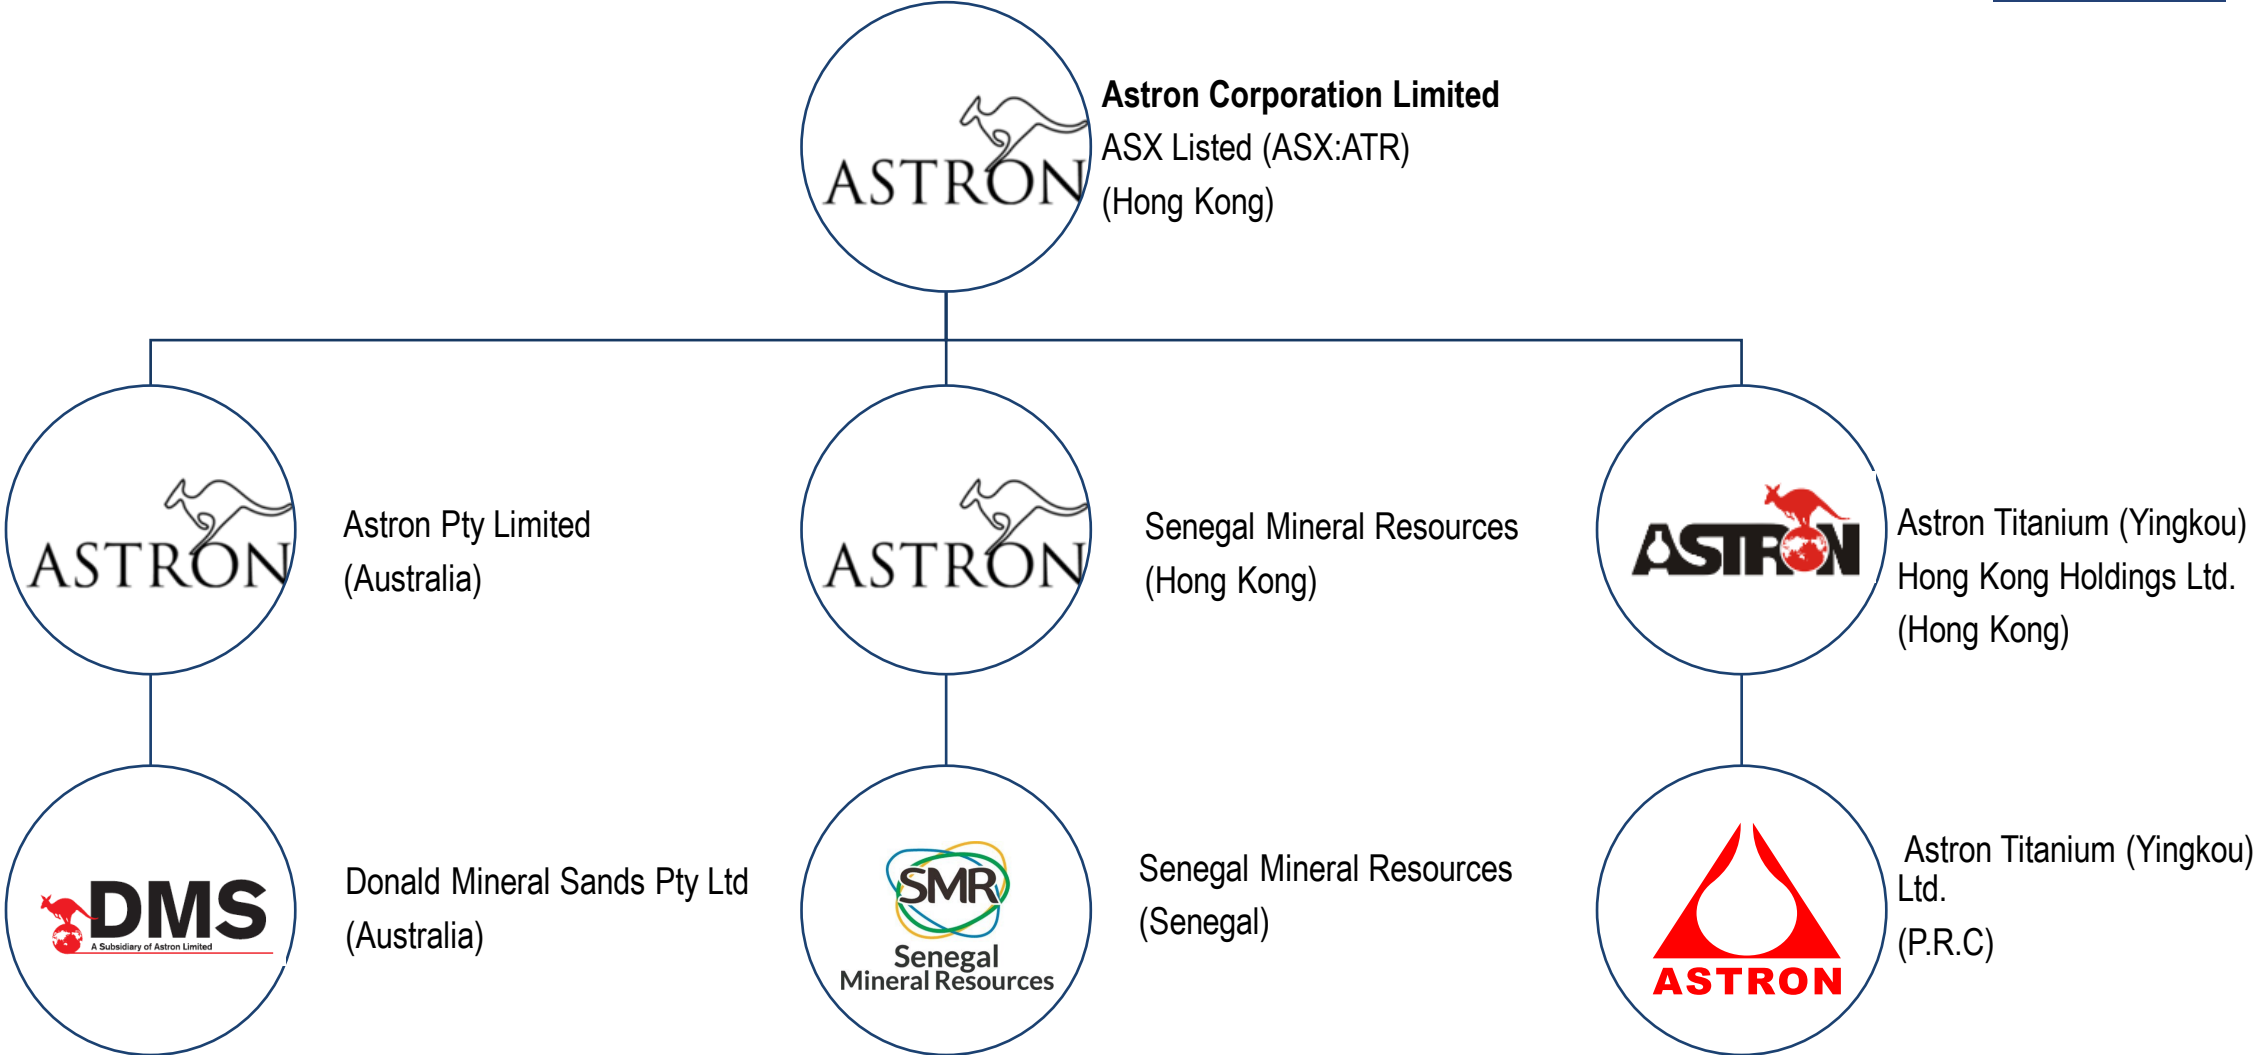 ASTRON
Astron Corporation Limited
ASX Listed (ASX:ATR)
(Hong Kong)
ASTRON
Astron Pty Limited
(Australia)
ASTRON
Senegal Mineral Resources
(Hong Kong)
ASTRON
Astron Titanium (Yingkou)
Hong Kong Holdings Ltd.
(Hong Kong)
DMS
A Subsidiary of Astron Limited
Donald Mineral Sands Pty Ltd
(Australia)
SMR
Senegal
Mineral Resources
Senegal Mineral Resources
(Senegal)
ASTRON
Astron Titanium (Yingkou)
Ltd.
(P.R.C)